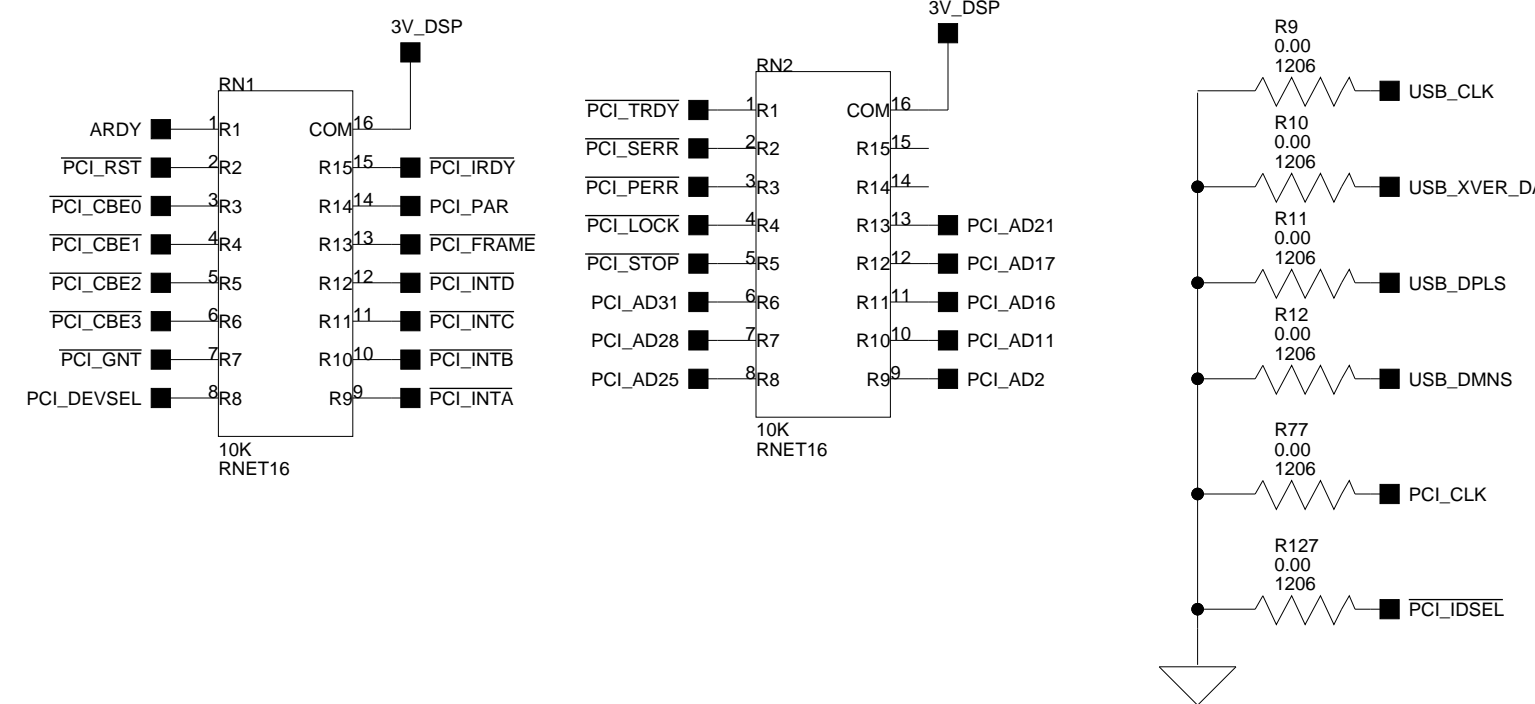 3V_DSP
RN1
ARDY 1 R1 COM 16
PCI_RST 2 R2 R15 15 PCI_IRDY
PCI_CBE0 3 R3 R14 14 PCI_PAR
PCI_CBE1 4 R4 R13 13 PCI_FRAME
PCI_CBE2 5 R5 R12 12 PCI_INTD
PCI_CBE3 6 R6 R11 11 PCI_INTC
PCI_GNT 7 R7 R10 10 PCI_INTB
PCI_DEVSEL 8 R8 R9 9 PCI_INTA
10K
RNET16
3V_DSP
RN2
PCI_TRDY 1 R1 COM 16
PCI_SERR 2 R2 R15 15
PCI_PERR 3 R3 R14 14
PCI_LOCK 4 R4 R13 13 PCI_AD21
PCI_STOP 5 R5 R12 12 PCI_AD17
PCI_AD31 6 R6 R11 11 PCI_AD16
PCI_AD28 7 R7 R10 10 PCI_AD11
PCI_AD25 8 R8 R9 9 PCI_AD2
10K
RNET16
R9
0.00
1206
USB_CLK
R10
0.00
1206
USB_XVER_DA
R11
0.00
1206
USB_DPLS
R12
0.00
1206
USB_DMNS
R77
0.00
1206
PCI_CLK
R127
0.00
1206
PCI_IDSEL